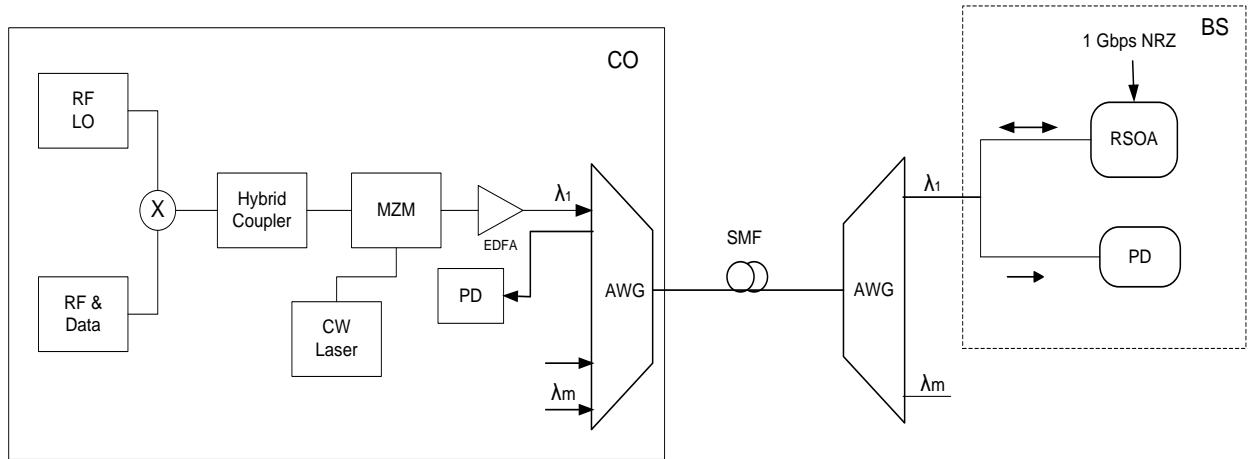 BS
CO
1 Gbps NRZ
RF
LO
RSOA
X
Hybrid
Coupler
MZM
EDFA
λ1
λ1
SMF
PD
AWG
AWG
PD
RF &
Data
CW
Laser
λm
λm